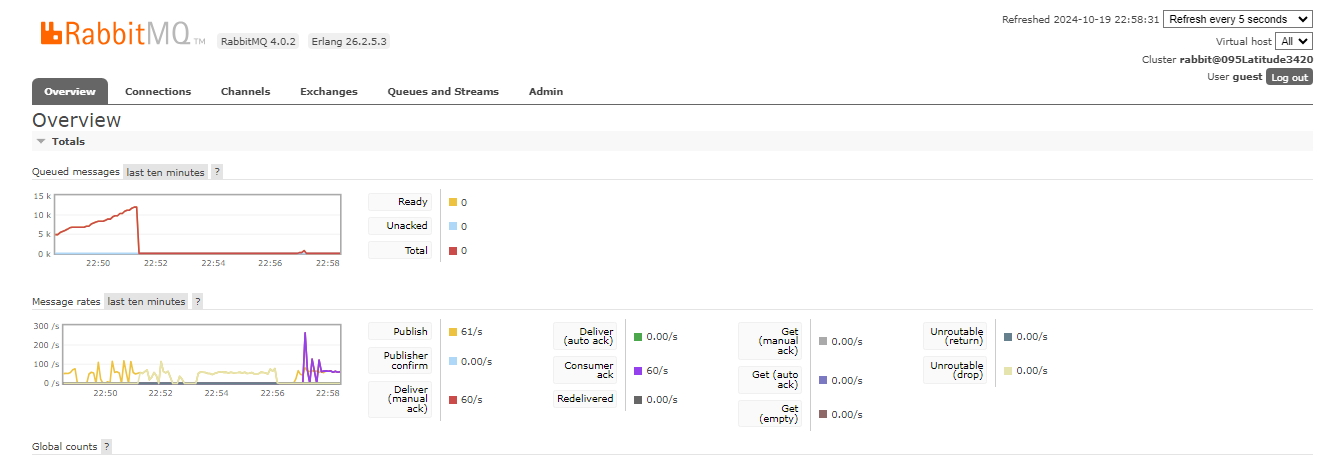 Refreshed 2024-10-19 22:58:31 Refresh every 5 seconds
RabbitMQ TM RabbitMQ 4.0.2 Erlang 26.2.5.3
Virtual host All
Cluster rabbit@095Latitude3420
User guest Log out
Overview Connections Channels Exchanges Queues and Streams Admin
Overview
Totals
Queued messages last ten minutes ?
15 k
10 k
5 k
0 k
22:50 22:52 22:54 22:56 22:58
Ready 0
Unacked 0
Total 0
Message rates last ten minutes ?
300 /s
200 /s
100 /s
0 /s
22:50 22:52 22:54 22:56 22:58
Publish 61/s
Publisher
confirm 0.00/s
Deliver
(manual
ack) 60/s
Deliver
(auto ack) 0.00/s
Consumer
ack 60/s
Redelivered 0.00/s
Get
(manual
ack) 0.00/s
Get (auto
ack) 0.00/s
Get
(empty) 0.00/s
Unroutable
(return) 0.00/s
Unroutable
(drop) 0.00/s
Global counts ?